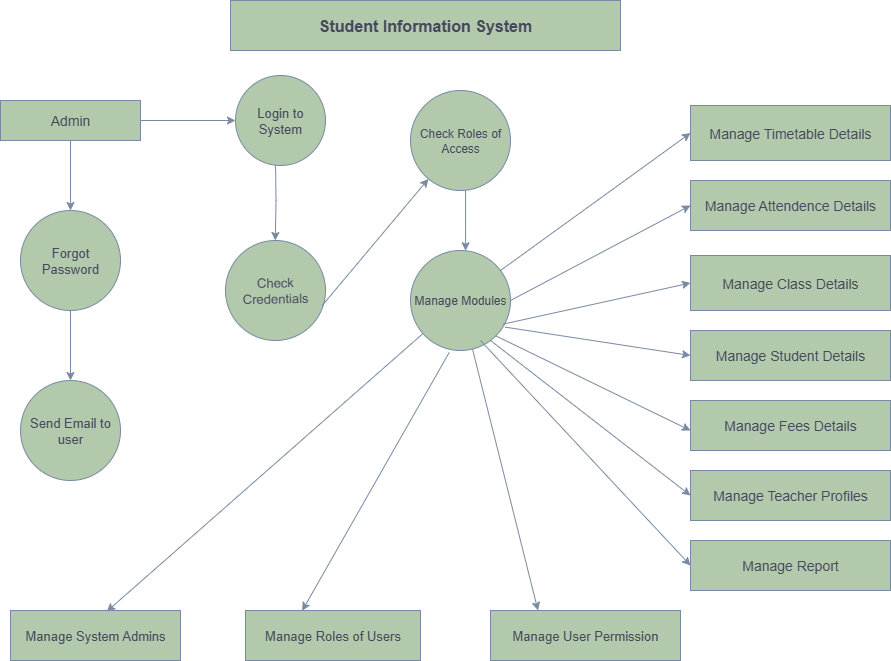 Student Information System
Admin
Login to
System
Check Roles of
Access
Manage Timetable Details
Manage Attendence Details
Forgot
Password
Check
Credentials
Manage Modules
Manage Class Details
Manage Student Details
Send Email to
user
Manage Fees Details
Manage Teacher Profiles
Manage Report
Manage System Admins
Manage Roles of Users
Manage User Permission